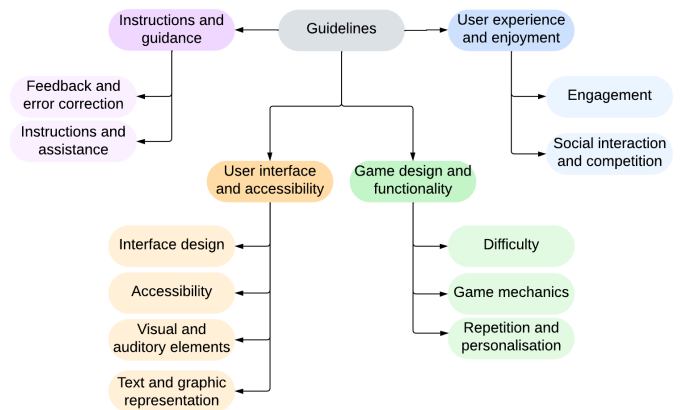 Instructions and
guidance
Guidelines
User experience
and enjoyment
Feedback and
error correction
Instructions and
assistance
Engagement
Social interaction
and competition
User interface
and accessibility
Game design and
functionality
Interface design
Accessibility
Visual and
auditory elements
Text and graphic
representation
Difficulty
Game mechanics
Repetition and
personalisation